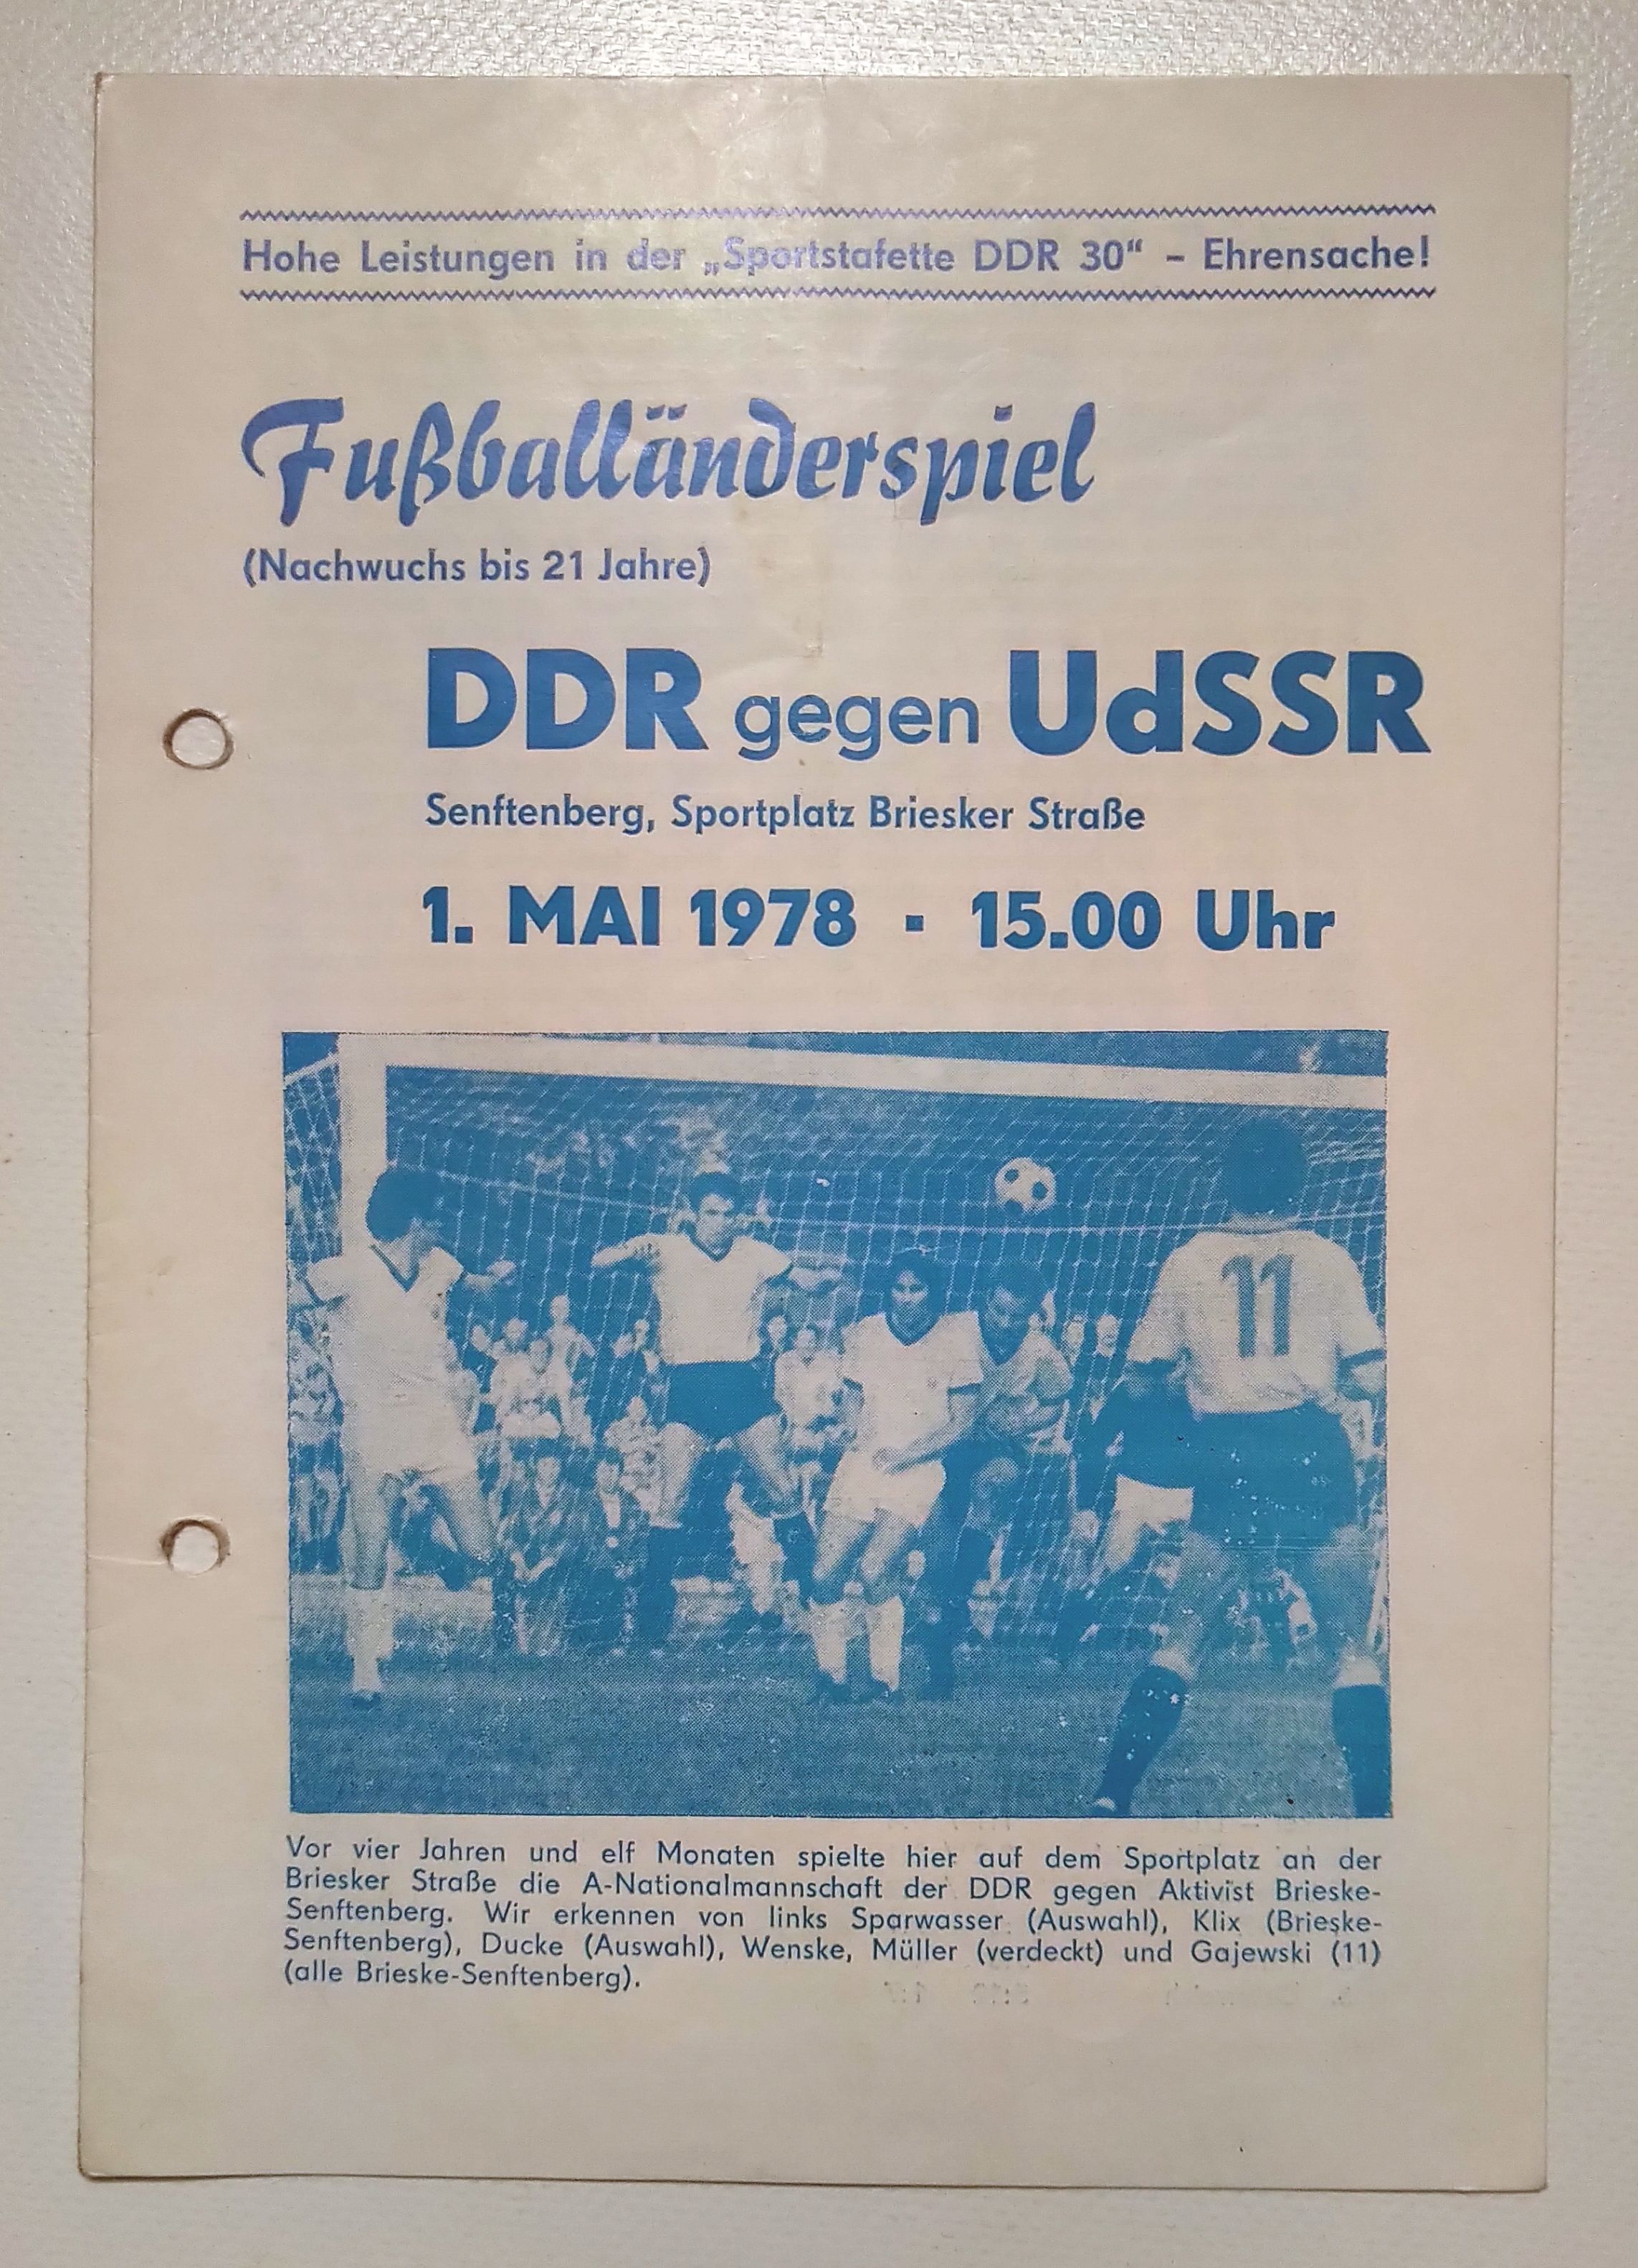 Hohe Leistungen in der „Sportstafette DDR 30“ – Ehrensache!
Fußballänderspiel
(Nachwuchs bis 21 Jahre)
DDR gegen UdSSR
Senftenberg, Sportplatz Briesker Straße
1. MAI 1978 · 15.00 Uhr
11
Vor vier Jahren und elf Monaten spielte hier auf dem Sportplatz an der
Briesker Straße die A-Nationalmannschaft der DDR gegen Aktivist Brieske-
Senftenberg. Wir erkennen von links Sparwasser (Auswahl), Klix (Brieske-
Senftenberg), Ducke (Auswahl), Wenske, Müller (verdeckt) und Gajewski (11)
(alle Brieske-Senftenberg).